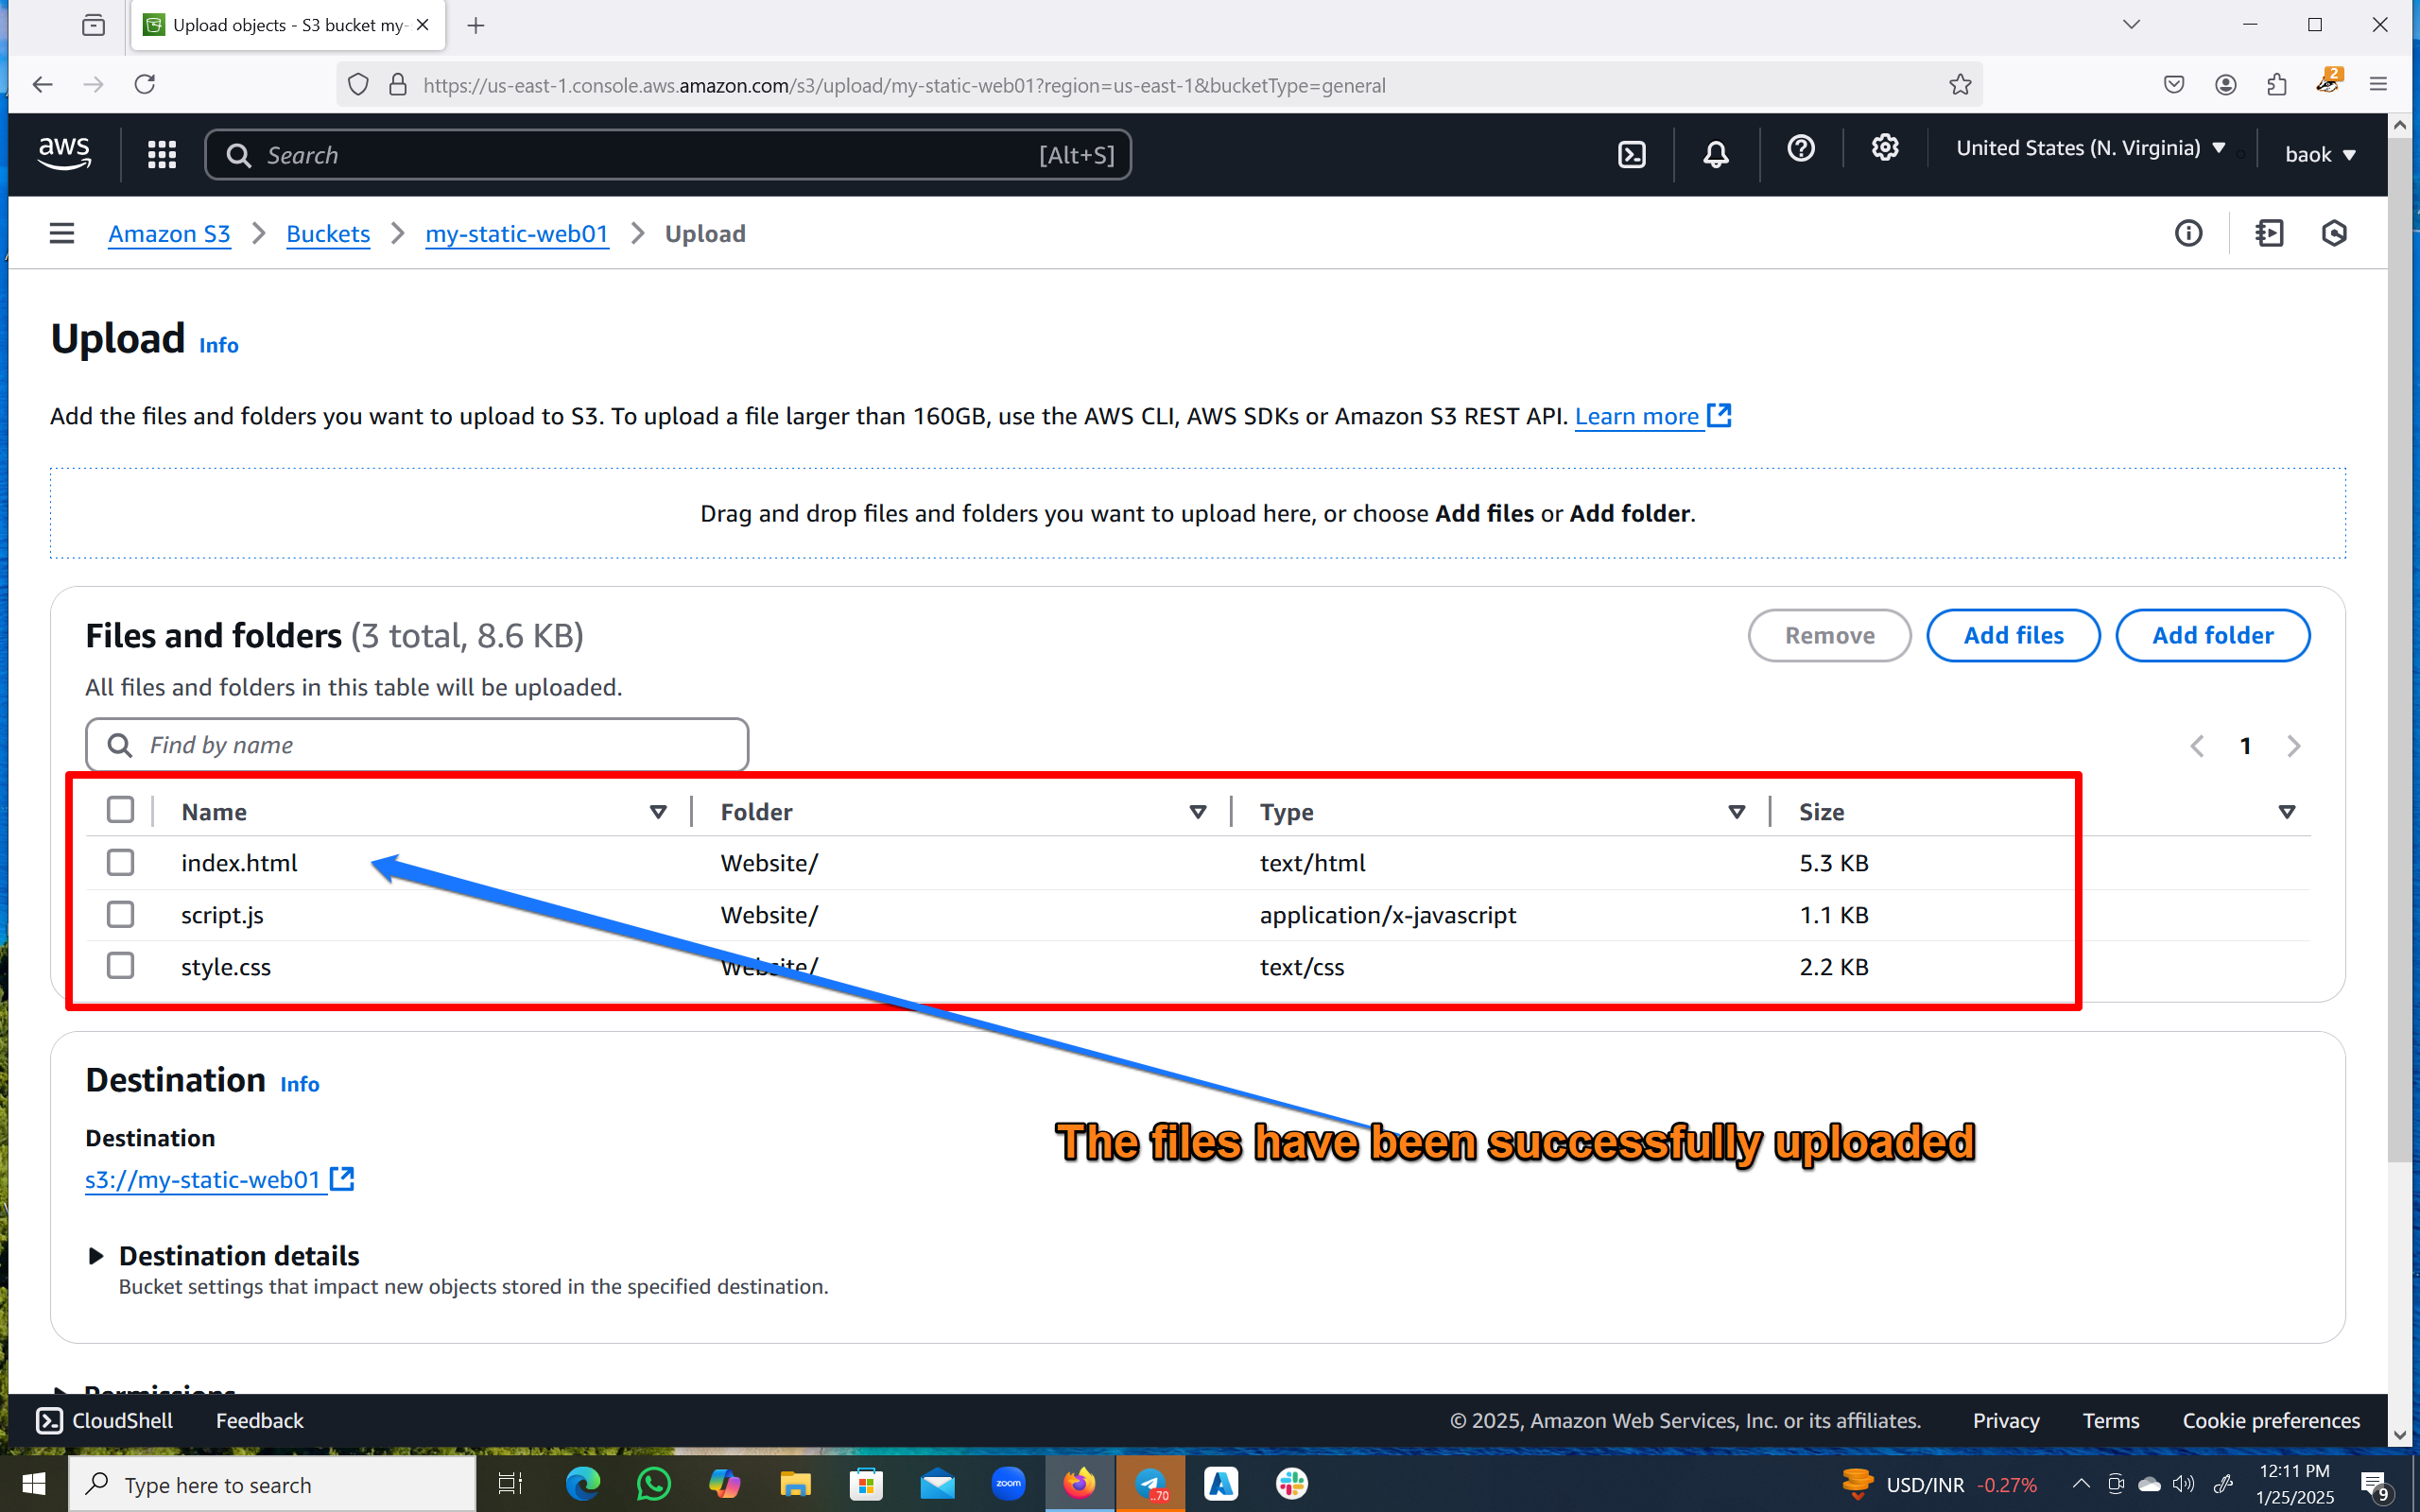 Upload objects - S3 bucket my-
https://us-east-1.console.aws.amazon.com/s3/upload/my-static-web01?region=us-east-1&bucketType=general
2
aws
Search
[Alt+S]
United States (N. Virginia)
baok
Amazon S3
Buckets
my-static-web01
Upload
Upload Info
Add the files and folders you want to upload to S3. To upload a file larger than 160GB, use the AWS CLI, AWS SDKs or Amazon S3 REST API. Learn more
Drag and drop files and folders you want to upload here, or choose Add files or Add folder.
Files and folders (3 total, 8.6 KB)
Remove
Add files
Add folder
All files and folders in this table will be uploaded.
Find by name
1
Name Folder Type Size
index.html Website/ text/html 5.3 KB
script.js Website/ application/x-javascript 1.1 KB
style.css Website/ text/css 2.2 KB
Destination Info
Destination
The files have been successfully uploaded
s3://my-static-web01
Destination details
Bucket settings that impact new objects stored in the specified destination.
Permissions
CloudShell
Feedback
© 2025, Amazon Web Services, Inc. or its affiliates.
Privacy
Terms
Cookie preferences
Type here to search
zoom
..70
USD/INR -0.27%
12:11 PM
1/25/2025
9